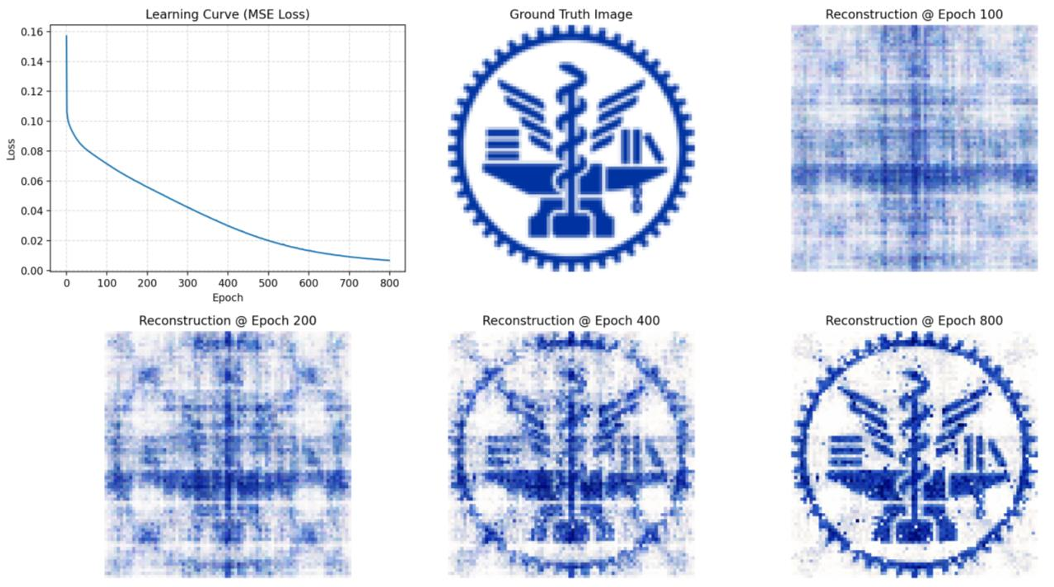 Learning Curve (MSE Loss)
0.16
0.14
0.12
0.10
0.08
0.06
0.04
0.02
0.00
Loss
0 100 200 300 400 500 600 700 800
Epoch
Ground Truth Image
Reconstruction @ Epoch 100
Reconstruction @ Epoch 200
Reconstruction @ Epoch 400
Reconstruction @ Epoch 800